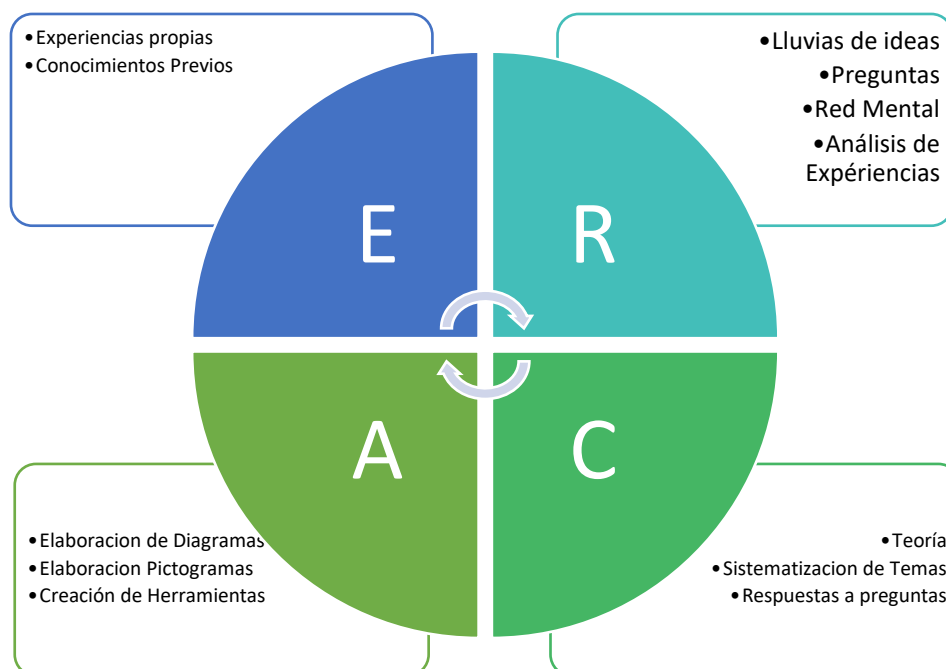 •Experiencias propias
•Conocimientos Previos
•Lluvias de ideas
•Preguntas
•Red Mental
•Análisis de
Expériencias
E
R
A
C
•Elaboracion de Diagramas
•Elaboracion Pictogramas
•Creación de Herramientas
•Teoría
•Sistematizacion de Temas
•Respuestas a preguntas